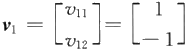 v₁ = [v₁₁ v₁₂] = [1 −1]